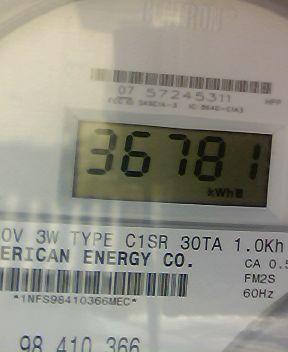 07 57245311
36781
kWh
0V 3W TYPE C1SR 30TA 1.0Kh
ERICAN ENERGY CO.
CA 0.5
FM2S
*1NFS98410366MEC*
60Hz
98 410 366